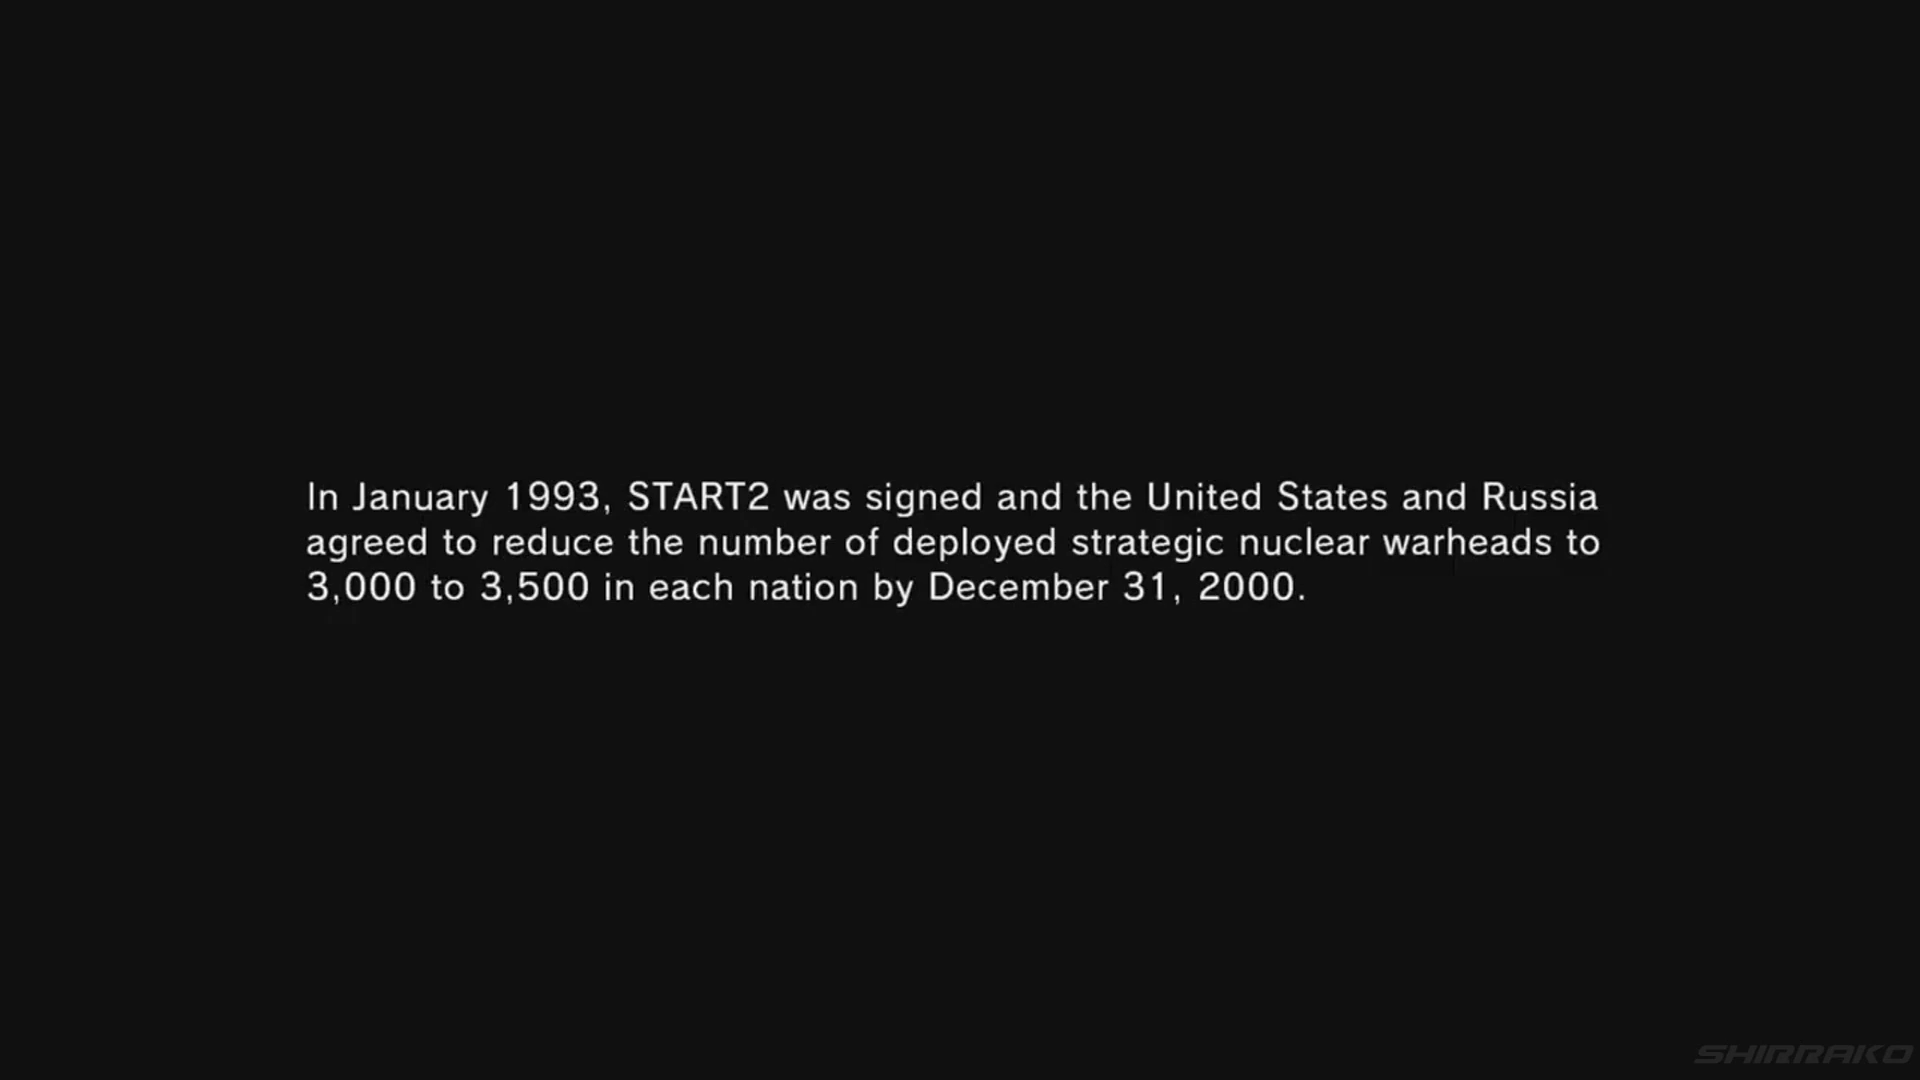 In January 1993, START2 was signed and the United States and Russia
agreed to reduce the number of deployed strategic nuclear warheads to
3,000 to 3,500 in each nation by December 31, 2000.
SHIRRAKO